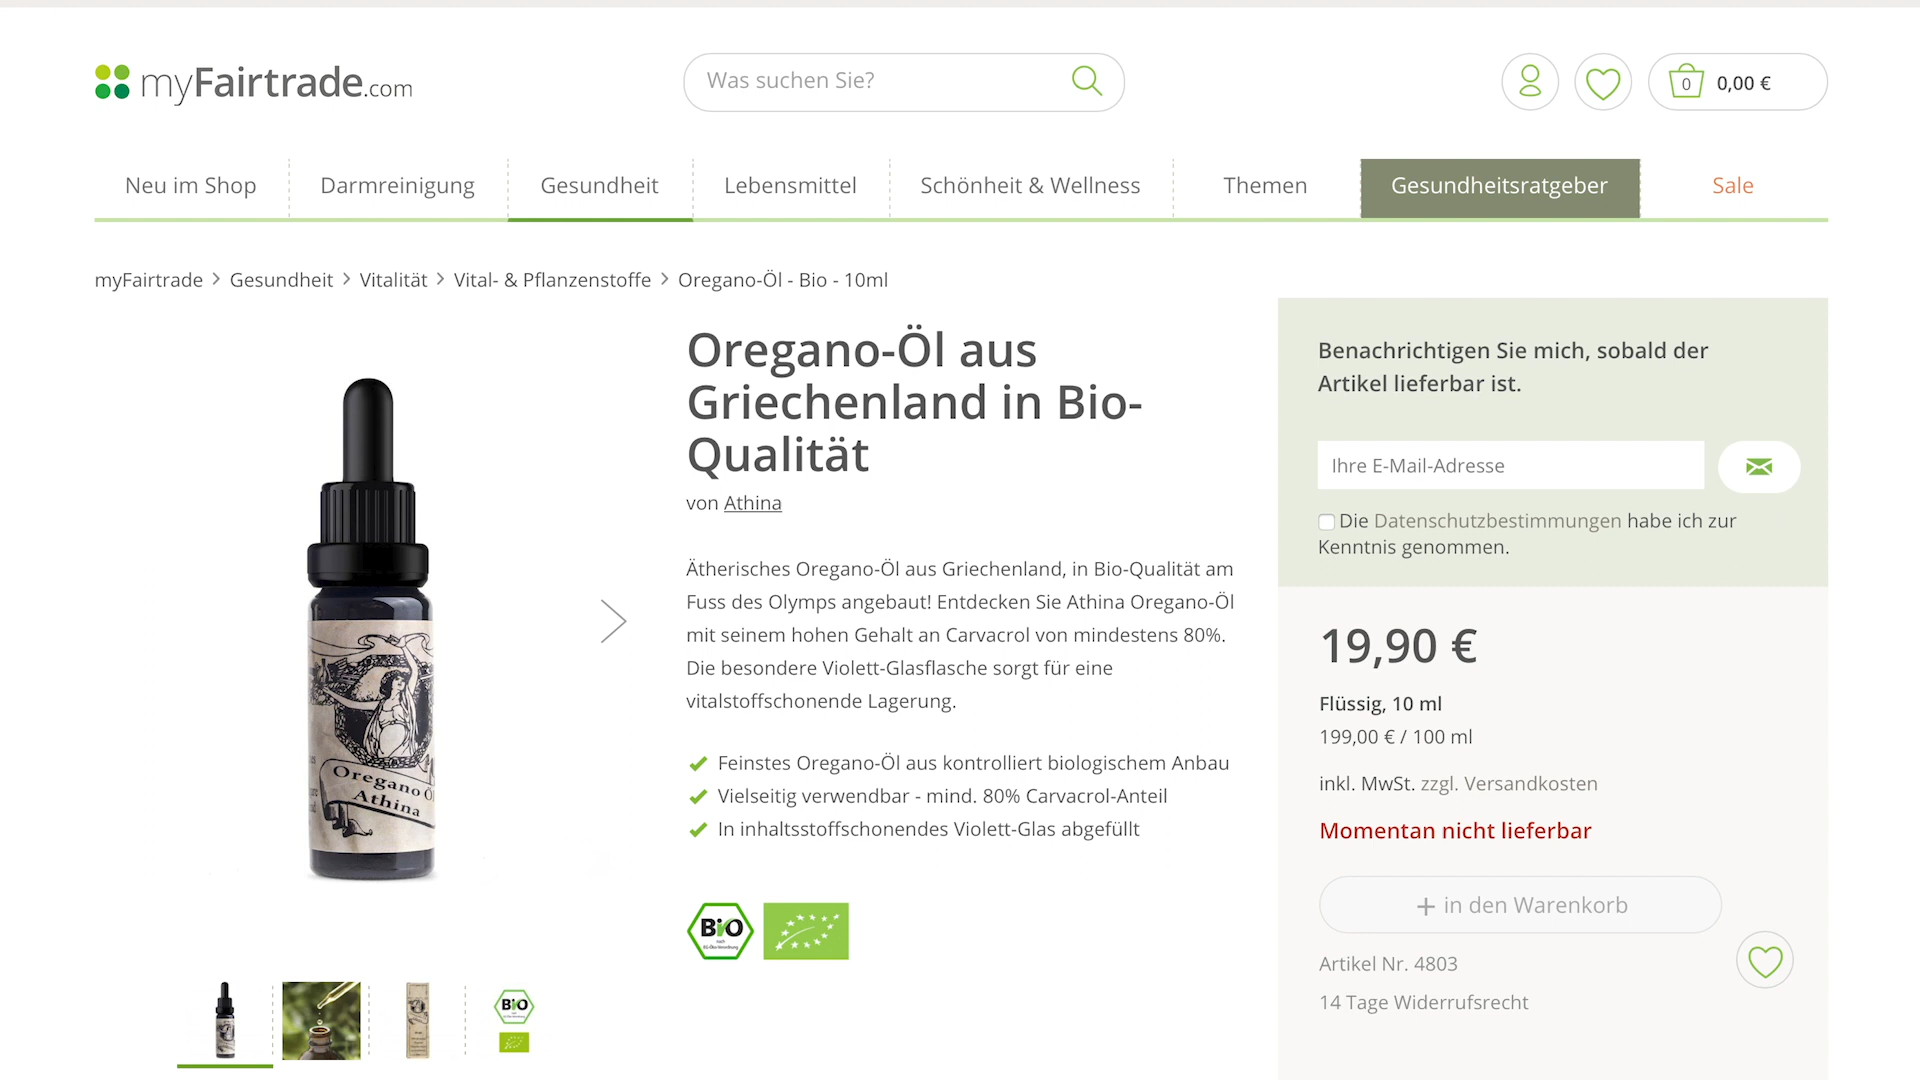 myFairtrade.com
Was suchen Sie?
0
0,00 €
Neu im Shop
Darmreinigung
Gesundheit
Lebensmittel
Schönheit & Wellness
Themen
Gesundheitsratgeber
Sale
myFairtrade > Gesundheit > Vitalität > Vital- & Pflanzenstoffe > Oregano-Öl - Bio - 10ml
Oregano-Öl aus
Griechenland in Bio-
Qualität
von Athina
Ätherisches Oregano-Öl aus Griechenland, in Bio-Qualität am
Fuss des Olymps angebaut! Entdecken Sie Athina Oregano-Öl
mit seinem hohen Gehalt an Carvacrol von mindestens 80%.
Die besondere Violett-Glasflasche sorgt für eine
vitalstoffschonende Lagerung.
Feinstes Oregano-Öl aus kontrolliert biologischem Anbau
Vielseitig verwendbar - mind. 80% Carvacrol-Anteil
In inhaltsstoffschonendes Violett-Glas abgefüllt
Bio
nach
EG-Öko-Verordnung
Oregano Öl
Athina
Bio
Benachrichtigen Sie mich, sobald der
Artikel lieferbar ist.
Ihre E-Mail-Adresse
Die Datenschutzbestimmungen habe ich zur
Kenntnis genommen.
19,90 €
Flüssig, 10 ml
199,00 € / 100 ml
inkl. MwSt. zzgl. Versandkosten
Momentan nicht lieferbar
+ in den Warenkorb
Artikel Nr. 4803
14 Tage Widerrufsrecht